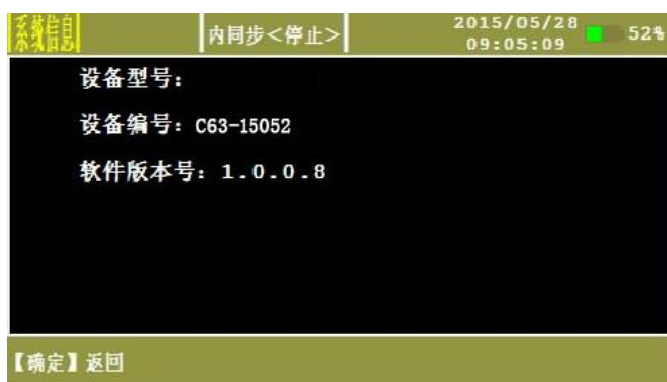 系统信息
内同步<停止>
2015/05/28
09:05:09
52%
设备型号:
设备编号: C63-15052
软件版本号: 1.0.0.8
【确定】返回